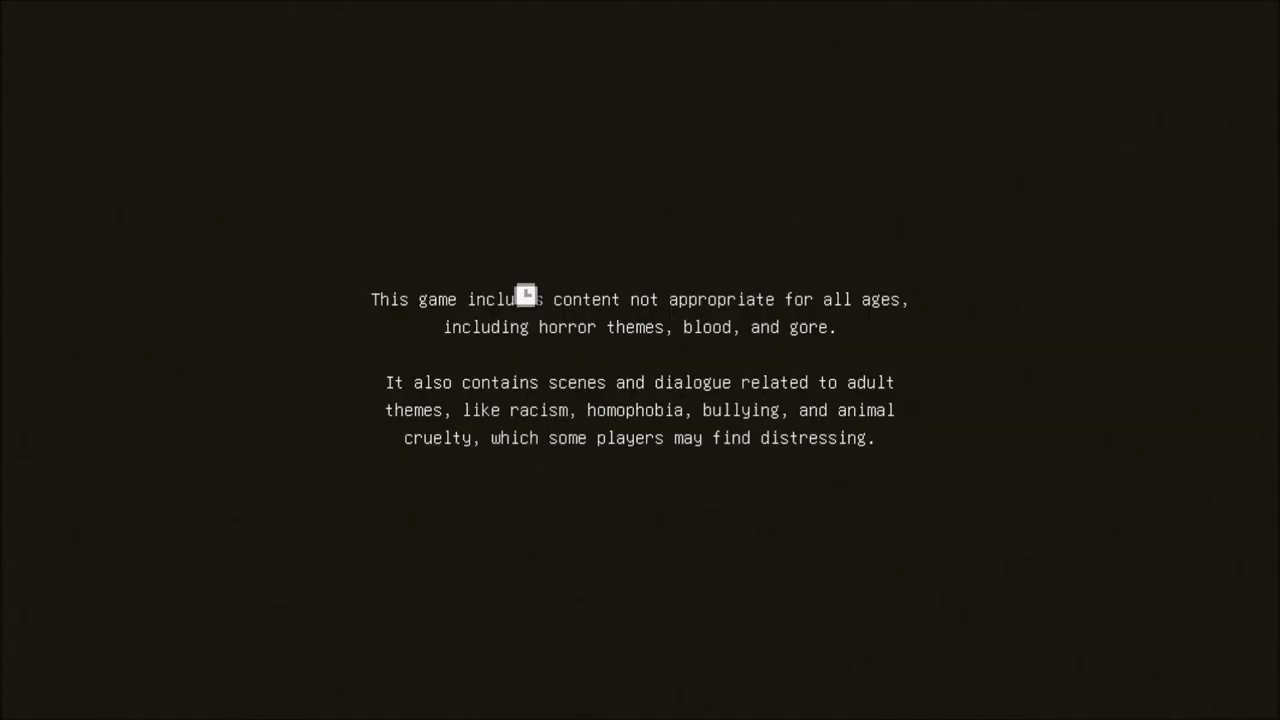 This game includes content not appropriate for all ages,
including horror themes, blood, and gore.
It also contains scenes and dialogue related to adult
themes, like racism, homophobia, bullying, and animal
cruelty, which some players may find distressing.